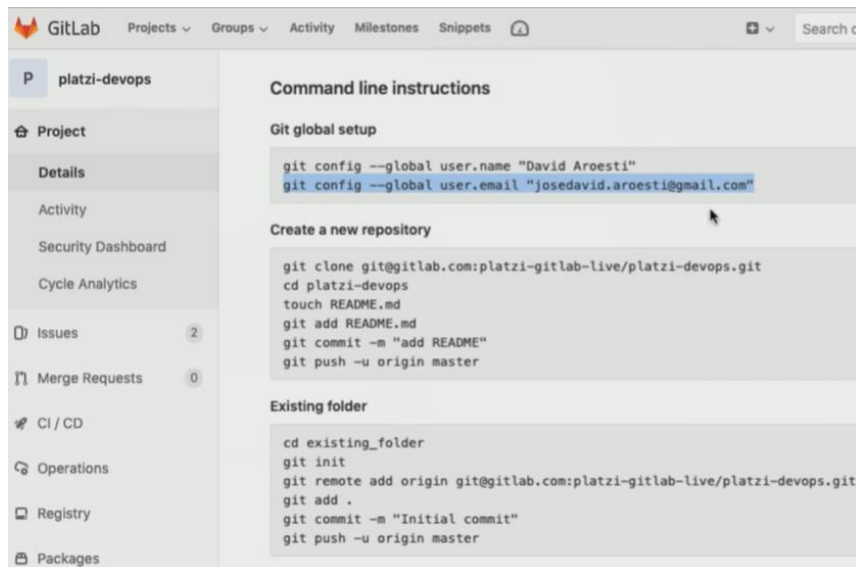 GitLab
Projects
Groups
Activity
Milestones
Snippets
Search
P
platzi-devops
Project
Details
Activity
Security Dashboard
Cycle Analytics
Issues
2
Merge Requests
0
CI / CD
Operations
Registry
Packages
Command line instructions
Git global setup
git config --global user.name "David Aroesti"
git config --global user.email "josedavid.aroesti@gmail.com"
Create a new repository
git clone git@gitlab.com:platzi-gitlab-live/platzi-devops.git
cd platzi-devops
touch README.md
git add README.md
git commit -m "add README"
git push -u origin master
Existing folder
cd existing_folder
git init
git remote add origin git@gitlab.com:platzi-gitlab-live/platzi-devops.git
git add .
git commit -m "Initial commit"
git push -u origin master